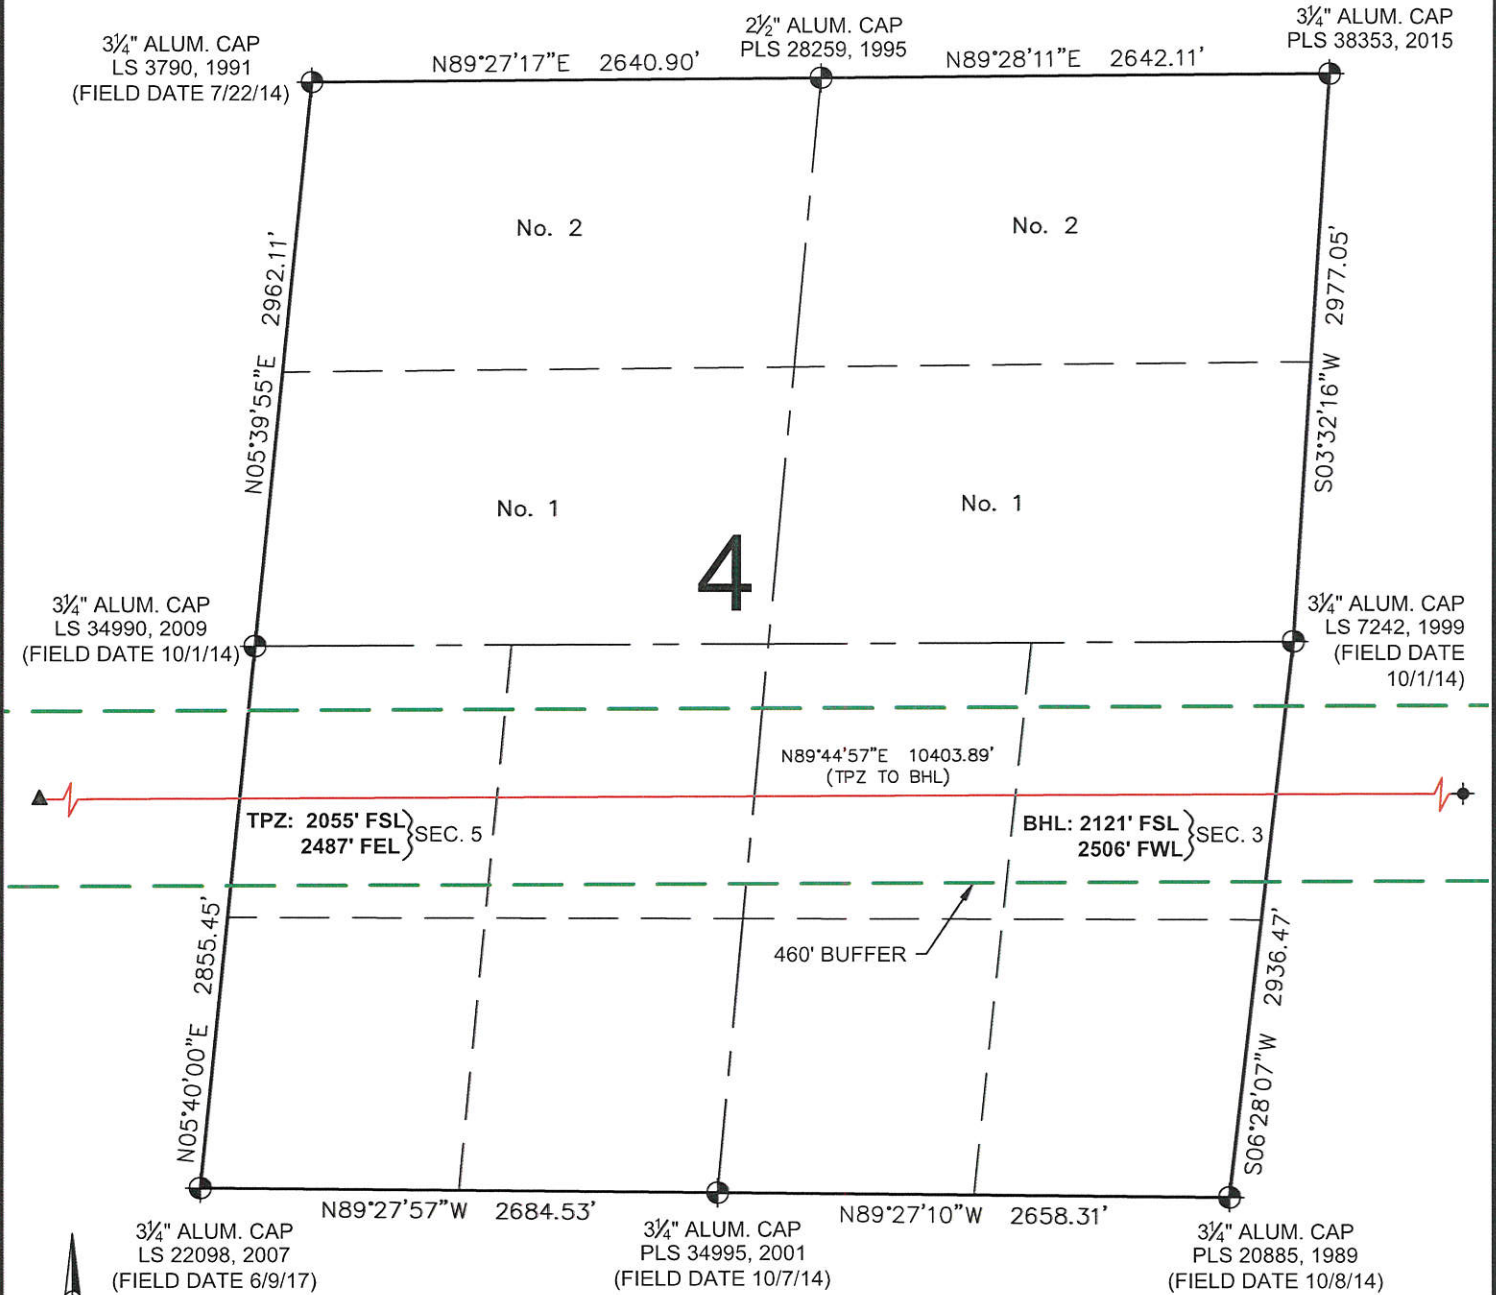 3¼" ALUM. CAP
LS 3790, 1991
(FIELD DATE 7/22/14)
N89°27'17"E 2640.90'
2½" ALUM. CAP
PLS 28259, 1995
N89°28'11"E 2642.11'
3¼" ALUM. CAP
PLS 38353, 2015
No. 2
No. 2
N05°39'55"E 2962.11'
S03°32'16"W 2977.05'
No. 1
No. 1
4
3¼" ALUM. CAP
LS 34990, 2009
(FIELD DATE 10/1/14)
3¼" ALUM. CAP
LS 7242, 1999
(FIELD DATE
10/1/14)
N89°44'57"E 10403.89'
(TPZ TO BHL)
TPZ: 2055' FSL
2487' FEL
SEC. 5
BHL: 2121' FSL
2506' FWL
SEC. 3
460' BUFFER
N05°40'00"E 2855.45'
S06°28'07"W 2936.47'
N89°27'57"W 2684.53'
N89°27'10"W 2658.31'
3¼" ALUM. CAP
LS 22098, 2007
(FIELD DATE 6/9/17)
3¼" ALUM. CAP
PLS 34995, 2001
(FIELD DATE 10/7/14)
3¼" ALUM. CAP
PLS 20885, 1989
(FIELD DATE 10/8/14)